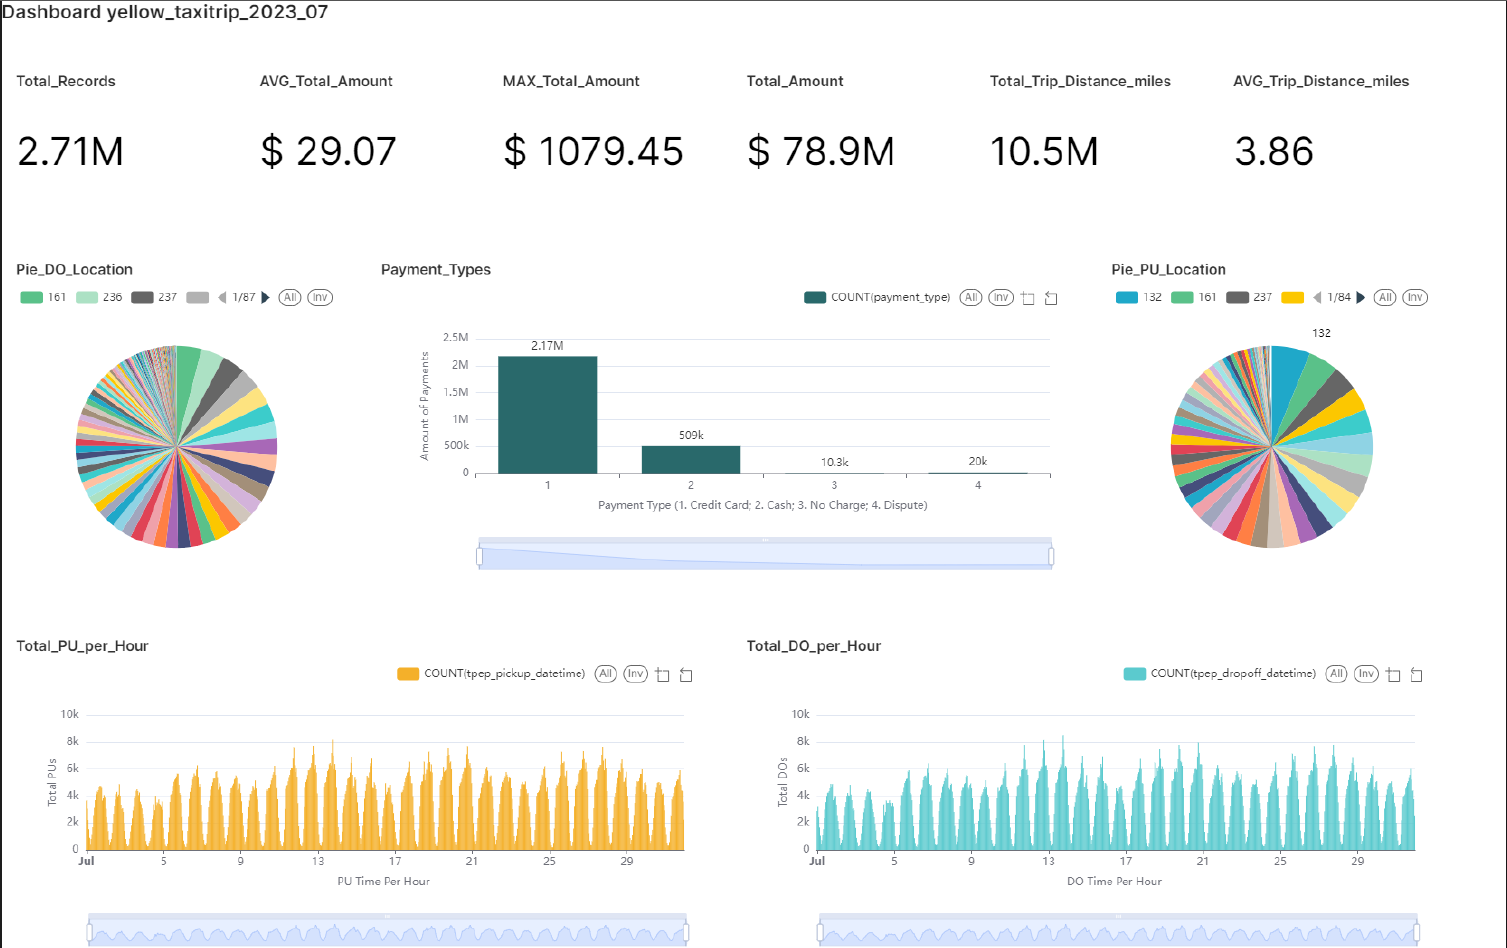 Dashboard yellow_taxitrip_2023_07
Total_Records
AVG_Total_Amount
MAX_Total_Amount
Total_Amount
Total_Trip_Distance_miles
AVG_Trip_Distance_miles
2.71M
$ 29.07
$ 1079.45
$ 78.9M
10.5M
3.86
Pie_DO_Location
161 236 237 1/87 All Inv
Payment_Types
COUNT(payment_type) All Inv
Amount of Payments
2.5M
2M
1.5M
1M
500k
0
2.17M
509k
10.3k
20k
1 2 3 4
Payment Type (1. Credit Card; 2. Cash; 3. No Charge; 4. Dispute)
Pie_PU_Location
132 161 237 1/84 All Inv
132
Total_PU_per_Hour
COUNT(tpep_pickup_datetime) All Inv
Total PUs
10k
8k
6k
4k
2k
0
Jul 5 9 13 17 21 25 29
PU Time Per Hour
Total_DO_per_Hour
COUNT(tpep_dropoff_datetime) All Inv
Total DOs
10k
8k
6k
4k
2k
0
Jul 5 9 13 17 21 25 29
DO Time Per Hour